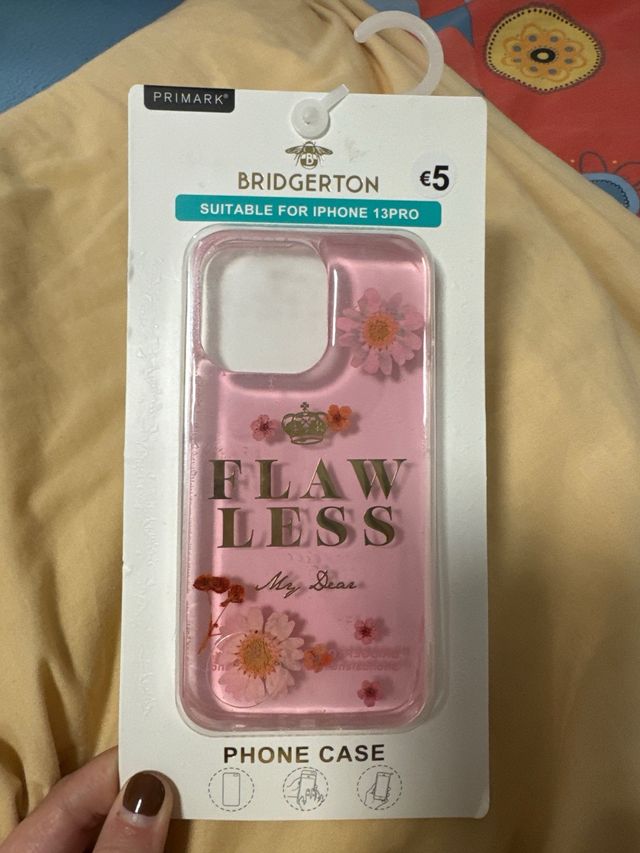 PRIMARK®
B
BRIDGERTON
€5
SUITABLE FOR IPHONE 13PRO
FLAW
LESS
My Dear
PHONE CASE